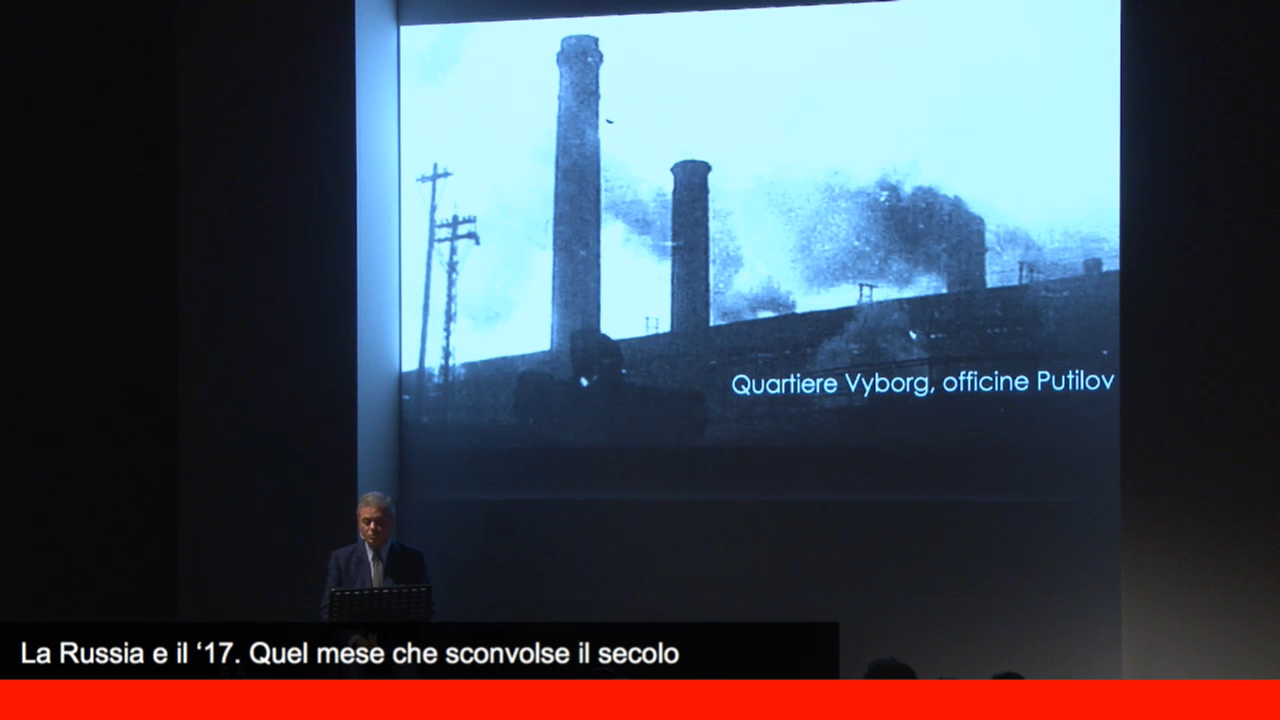 Quartiere Vyborg, officine Putilov
La Russia e il ‘17. Quel mese che sconvolse il secolo